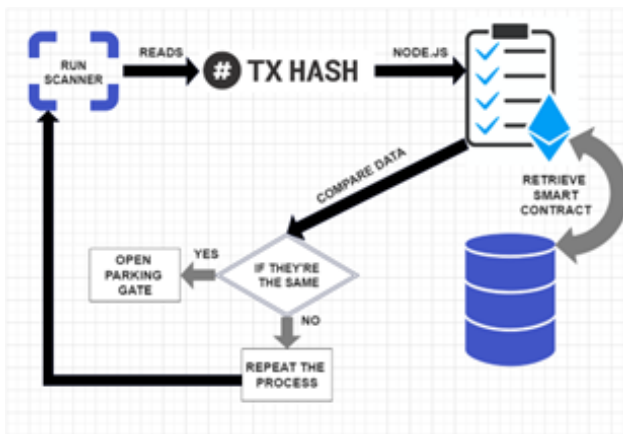 RUN
SCANNER
READS
# TX HASH
NODE.JS
RETRIEVE
SMART
CONTRACT
COMPARE DATA
IF THEY'RE
THE SAME
YES
OPEN
PARKING
GATE
NO
REPEAT THE
PROCESS